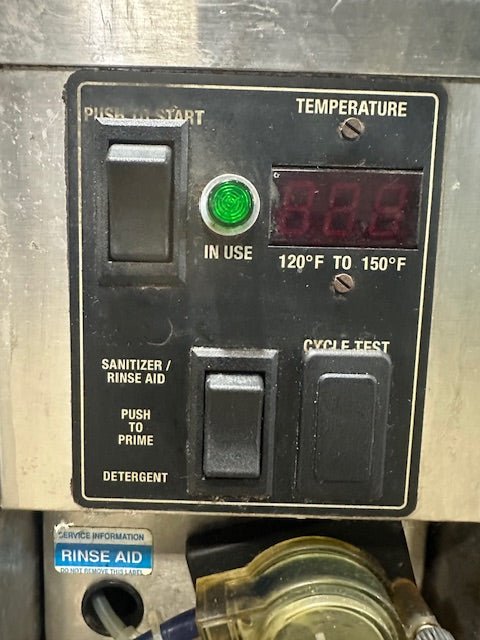 PUSH TO START
TEMPERATURE
IN USE
120°F TO 150°F
SANITIZER /
RINSE AID
PUSH
TO
PRIME
DETERGENT
CYCLE TEST
SERVICE INFORMATION
RINSE AID
DO NOT REMOVE THIS LABEL